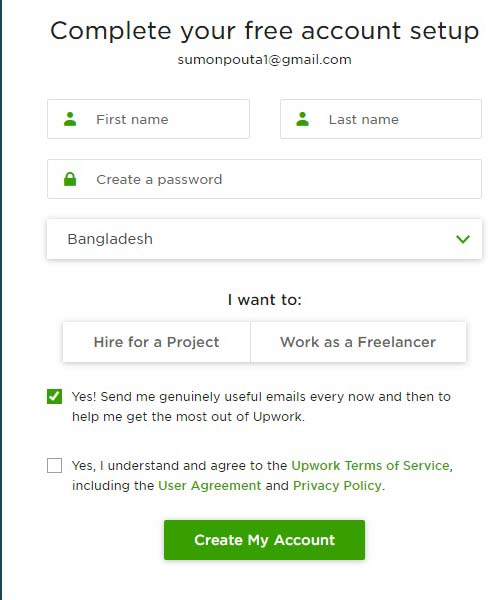 Complete your free account setup
sumonpouta1@gmail.com
First name
Last name
Create a password
Bangladesh
I want to:
Hire for a Project
Work as a Freelancer
Yes! Send me genuinely useful emails every now and then to
help me get the most out of Upwork.
Yes, I understand and agree to the Upwork Terms of Service,
including the User Agreement and Privacy Policy.
Create My Account